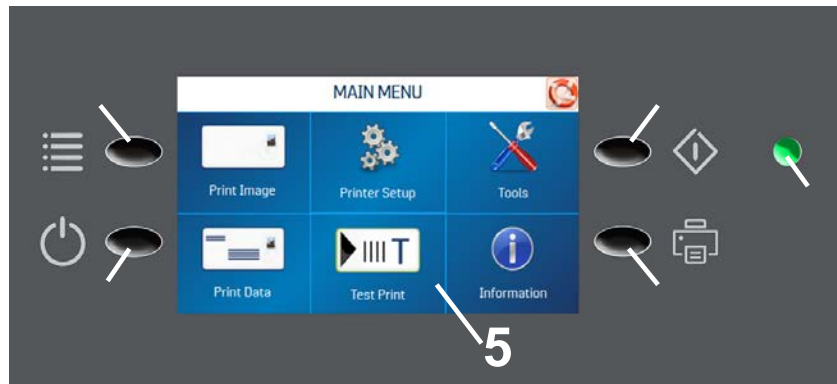 MAIN MENU
Print Image
Printer Setup
Tools
T
Print Data
Test Print
Information
5